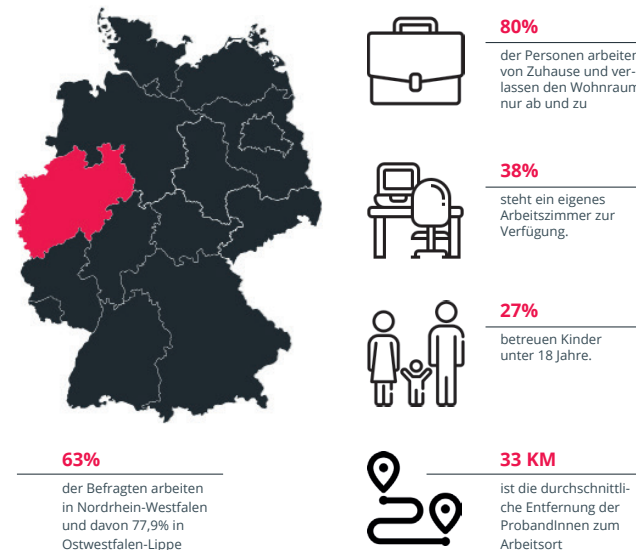 80%
der Personen arbeiten
von Zuhause und ver-
lassen den Wohnraum
nur ab und zu
38%
steht ein eigenes
Arbeitszimmer zur
Verfügung.
27%
betreuen Kinder
unter 18 Jahre.
63%
der Befragten arbeiten
in Nordrhein-Westfalen
und davon 77,9% in
Ostwestfalen-Lippe
33 KM
ist die durchschnittli-
che Entfernung der
ProbandInnen zum
Arbeitsort